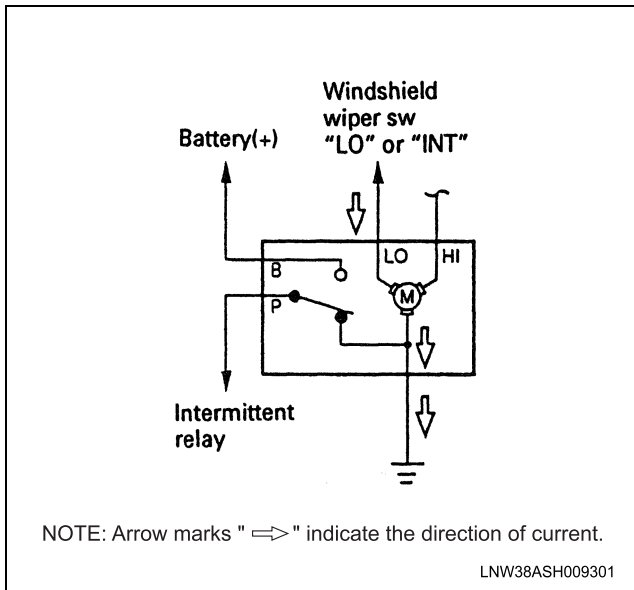 Windshield
wiper sw
"LO" or "INT"
Battery(+)
LO
HI
B
M
P
Intermittent
relay
NOTE: Arrow marks " ⇨ " indicate the direction of current.
LNW38ASH009301